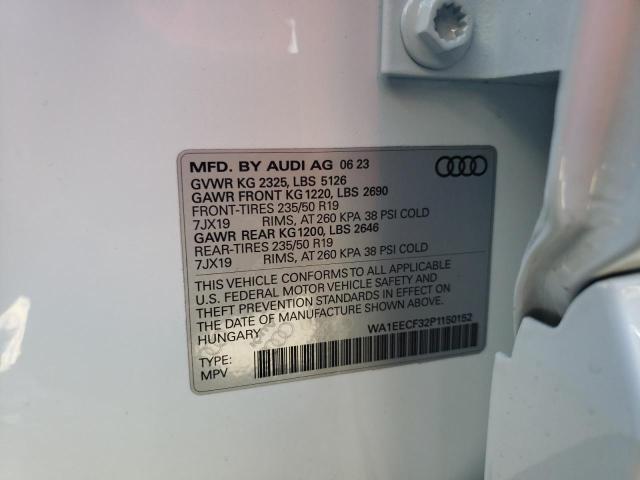 MFD. BY AUDI AG 06 23
GVWR KG 2325, LBS 5126
GAWR FRONT KG 1220, LBS 2690
FRONT-TIRES 235/50 R19
7JX19 RIMS, AT 260 KPA 38 PSI COLD
GAWR REAR KG1200, LBS 2646
REAR-TIRES 235/50 R19
7JX19 RIMS, AT 260 KPA 38 PSI COLD
THIS VEHICLE CONFORMS TO ALL APPLICABLE
U.S. FEDERAL MOTOR VEHICLE SAFETY AND
THEFT PREVENTION STANDARDS IN EFFECT ON
THE DATE OF MANUFACTURE SHOWN ABOVE.
HUNGARY WA1EECF32P1150152
TYPE:
MPV